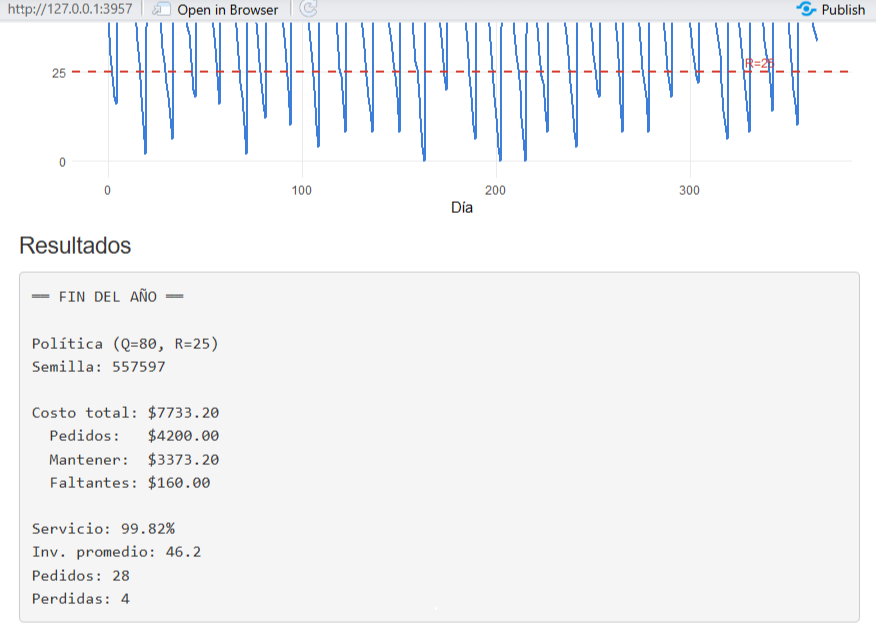 http://127.0.0.1:3957 Open in Browser Publish
R=25
25
0
0 100 200 300
Día
Resultados
== FIN DEL AÑO ==
Política (Q=80, R=25)
Semilla: 557597
Costo total: $7733.20
Pedidos: $4200.00
Mantener: $3373.20
Faltantes: $160.00
Servicio: 99.82%
Inv. promedio: 46.2
Pedidos: 28
Perdidas: 4